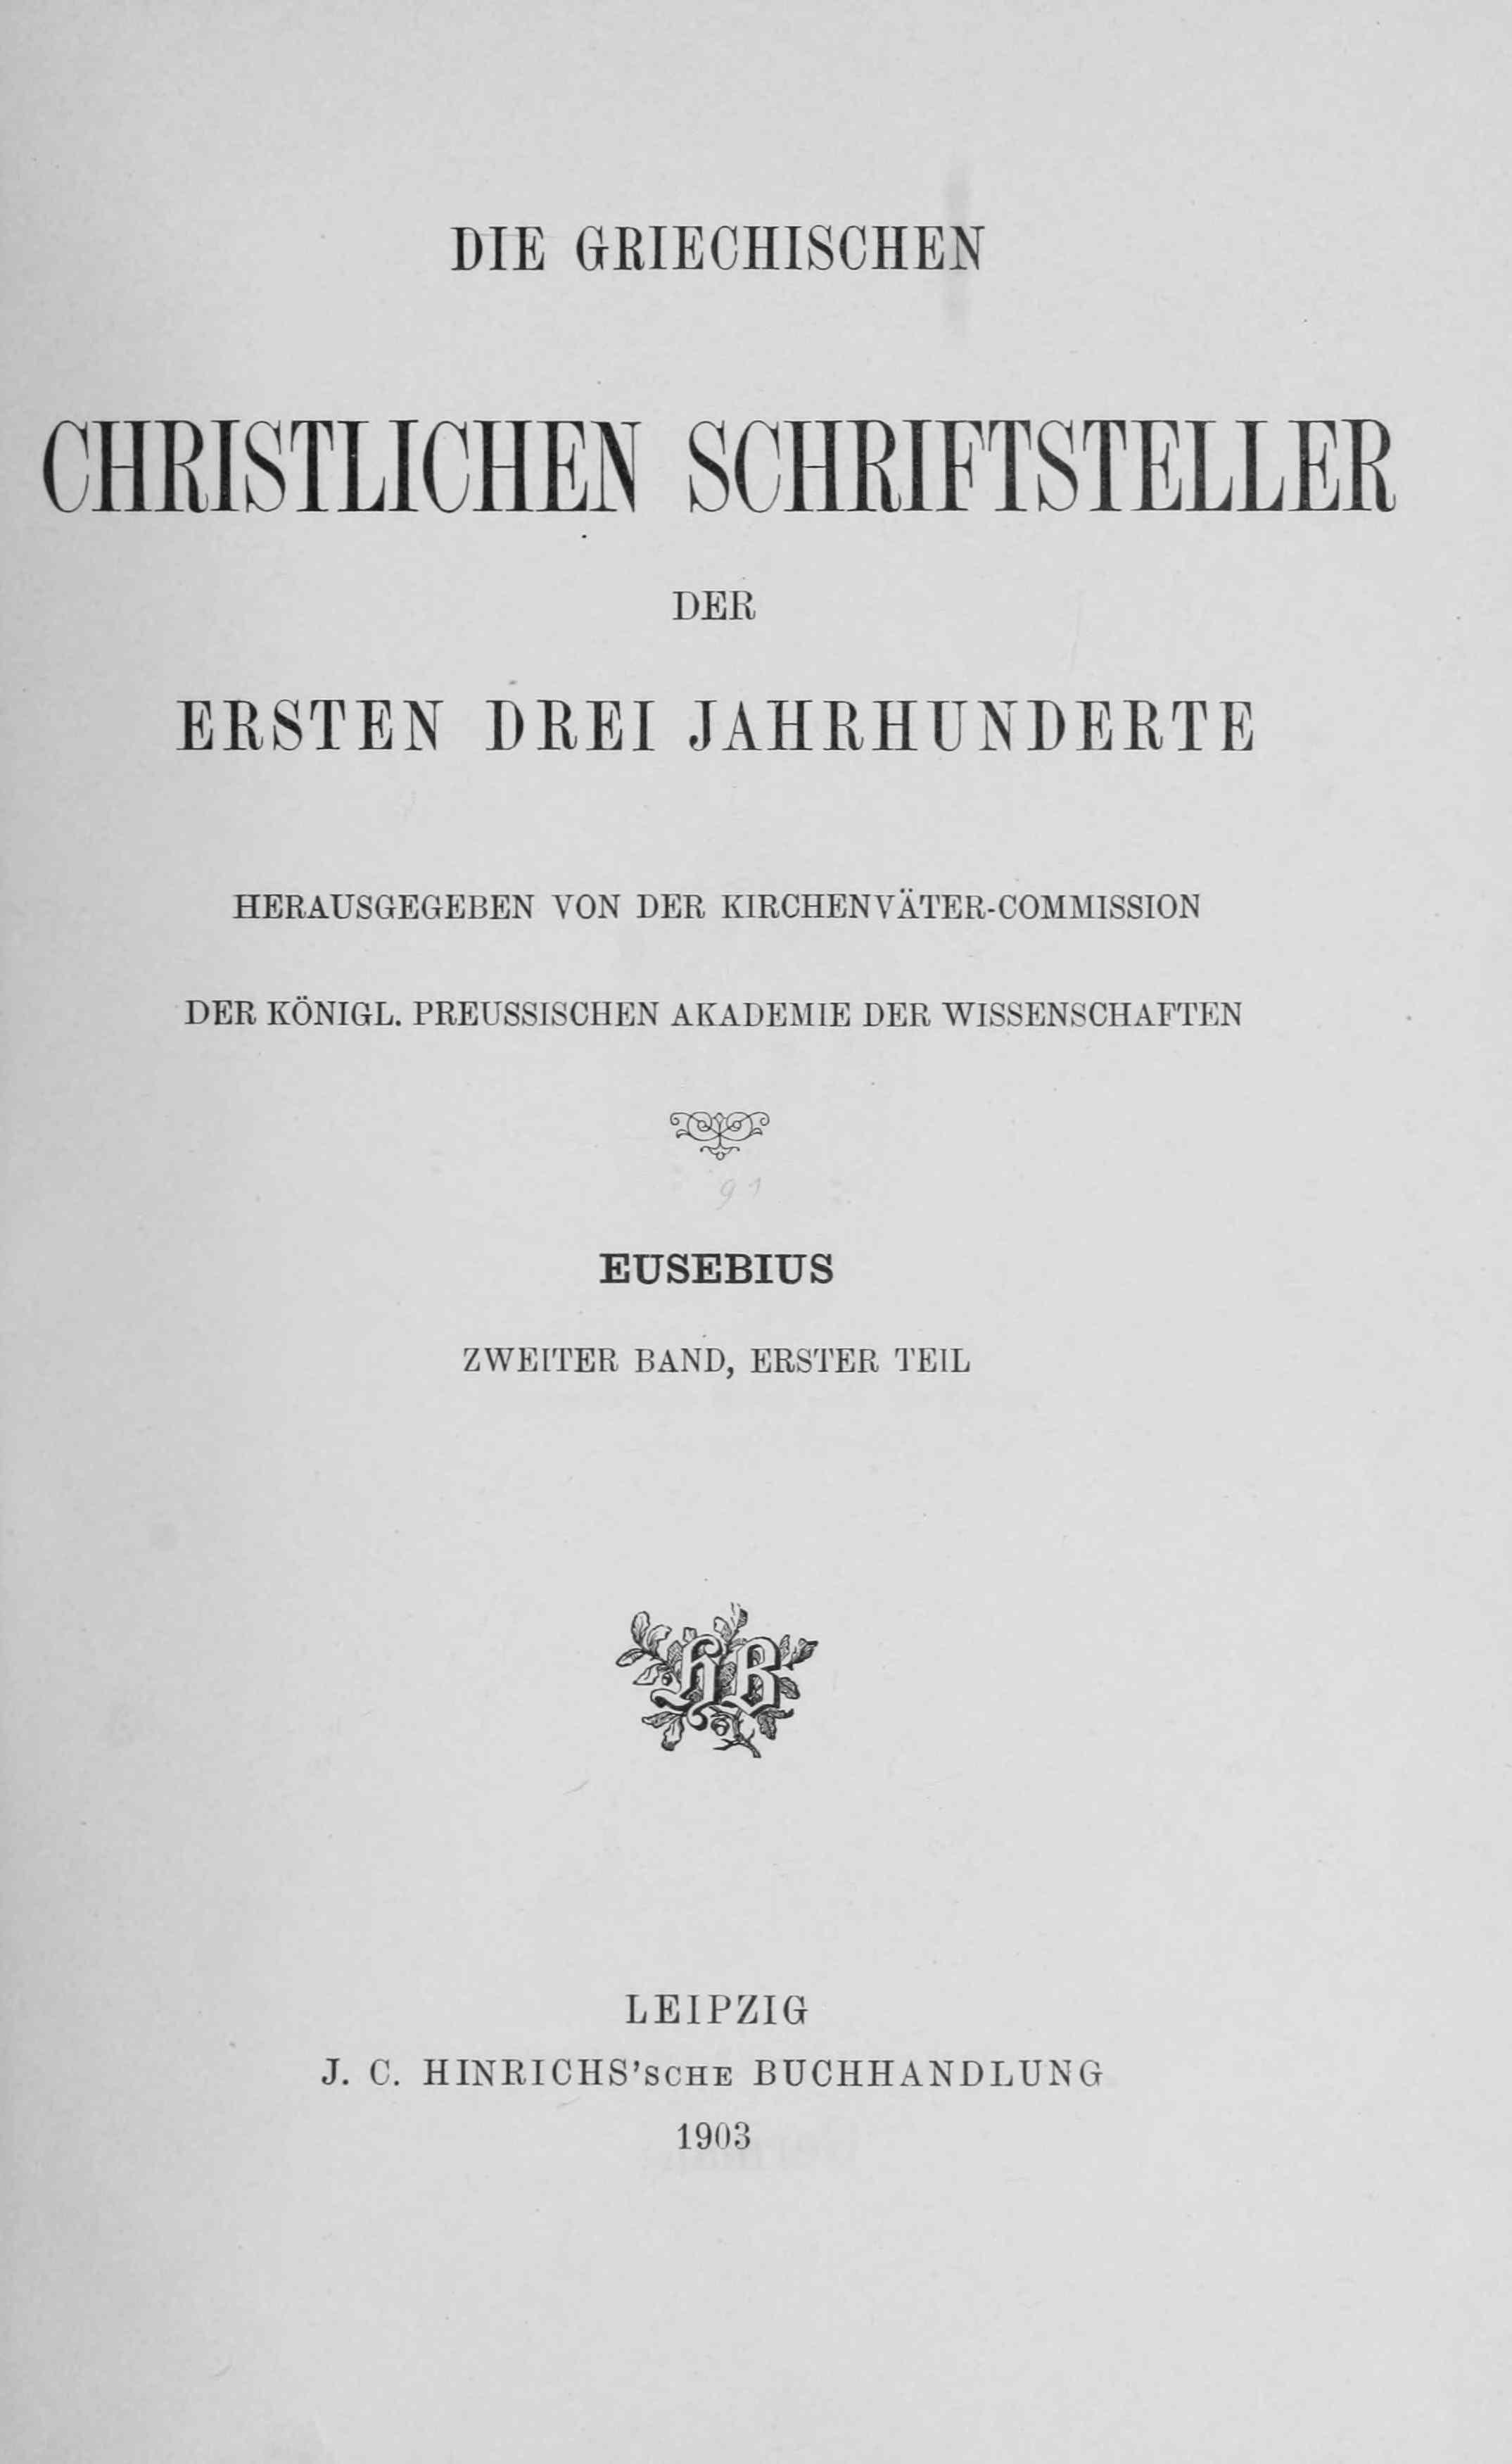 DIE GRIECHISCHEN
CHRISTLICHEN SCHRIFTSTELLER
DER
ERSTEN DREI JAHRHUNDERTE
HERAUSGEGEBEN VON DER KIRCHENVÄTER-COMMISSION
DER KÖNIGL. PREUSSISCHEN AKADEMIE DER WISSENSCHAFTEN
91
EUSEBIUS
ZWEITER BAND, ERSTER TEIL
HB
LEIPZIG
J. C. HINRICHS'SCHE BUCHHANDLUNG
1903